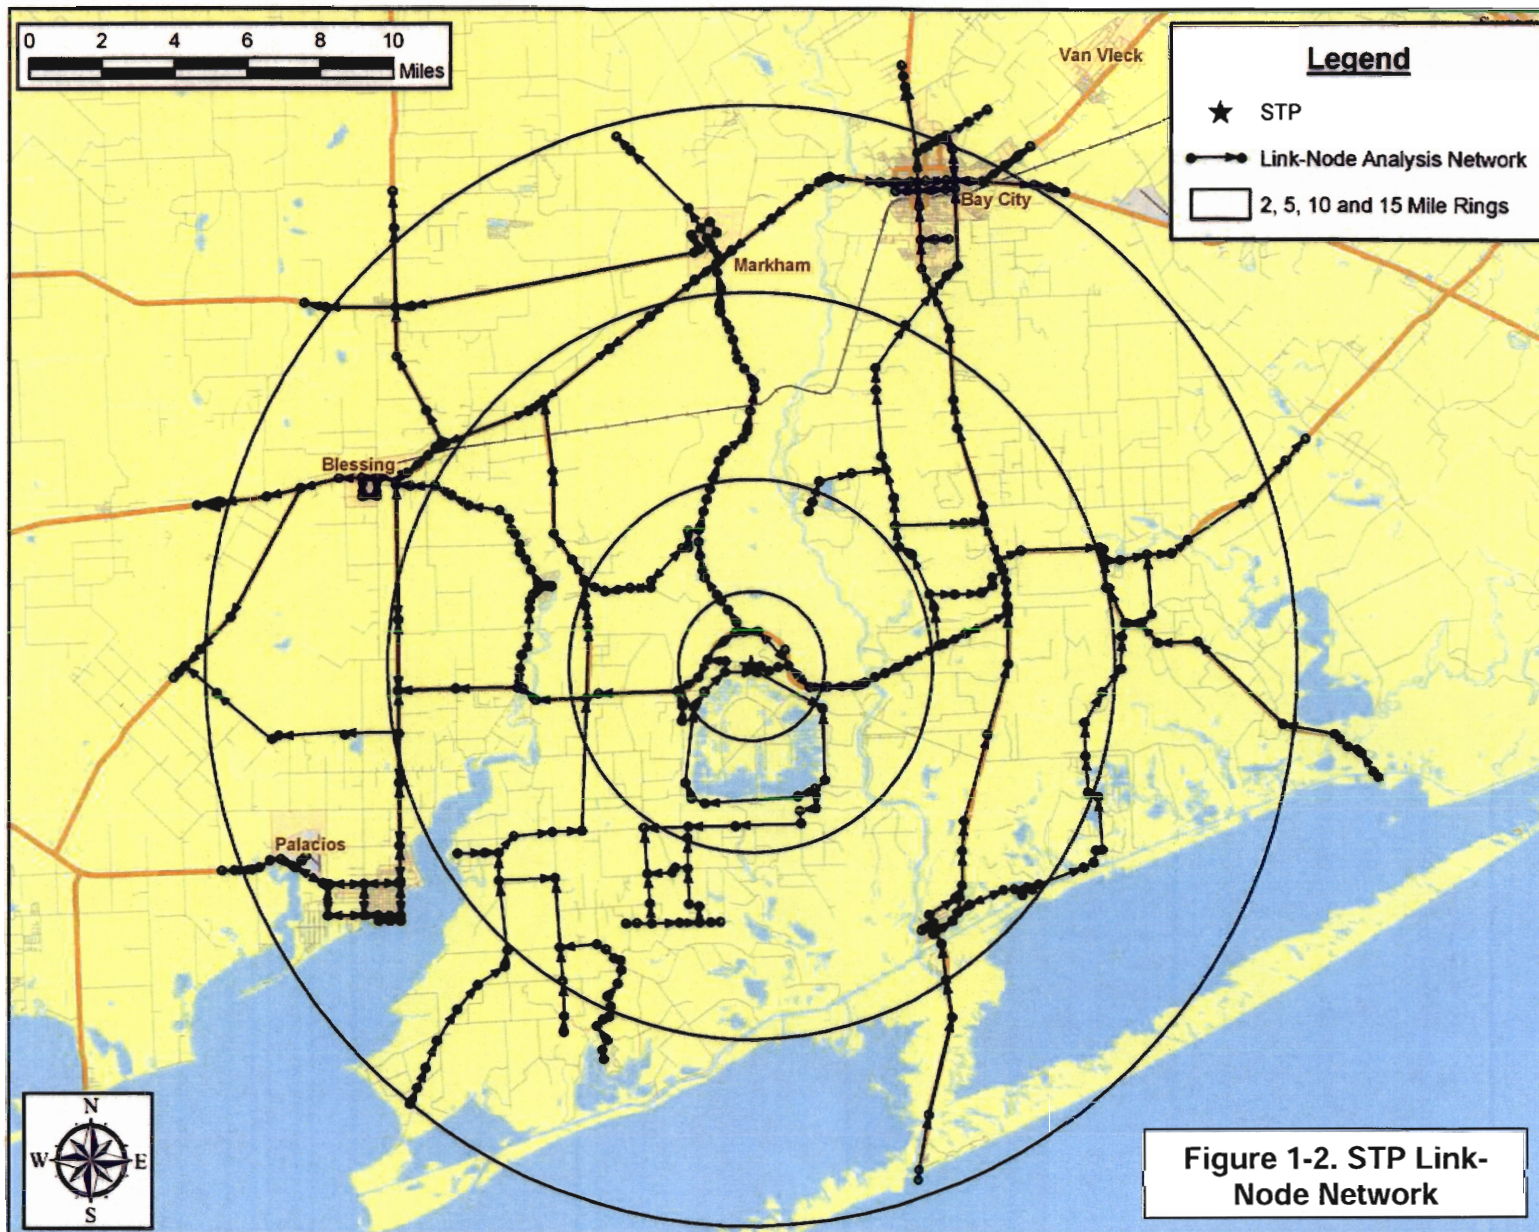 0 2 4 6 8 10
Miles
Van Vleck
Legend
STP
Link-Node Analysis Network
2, 5, 10 and 15 Mile Rings
Bay City
Markham
Blessing
Palacios
N
W E
S
Figure 1-2. STP Link-
Node Network